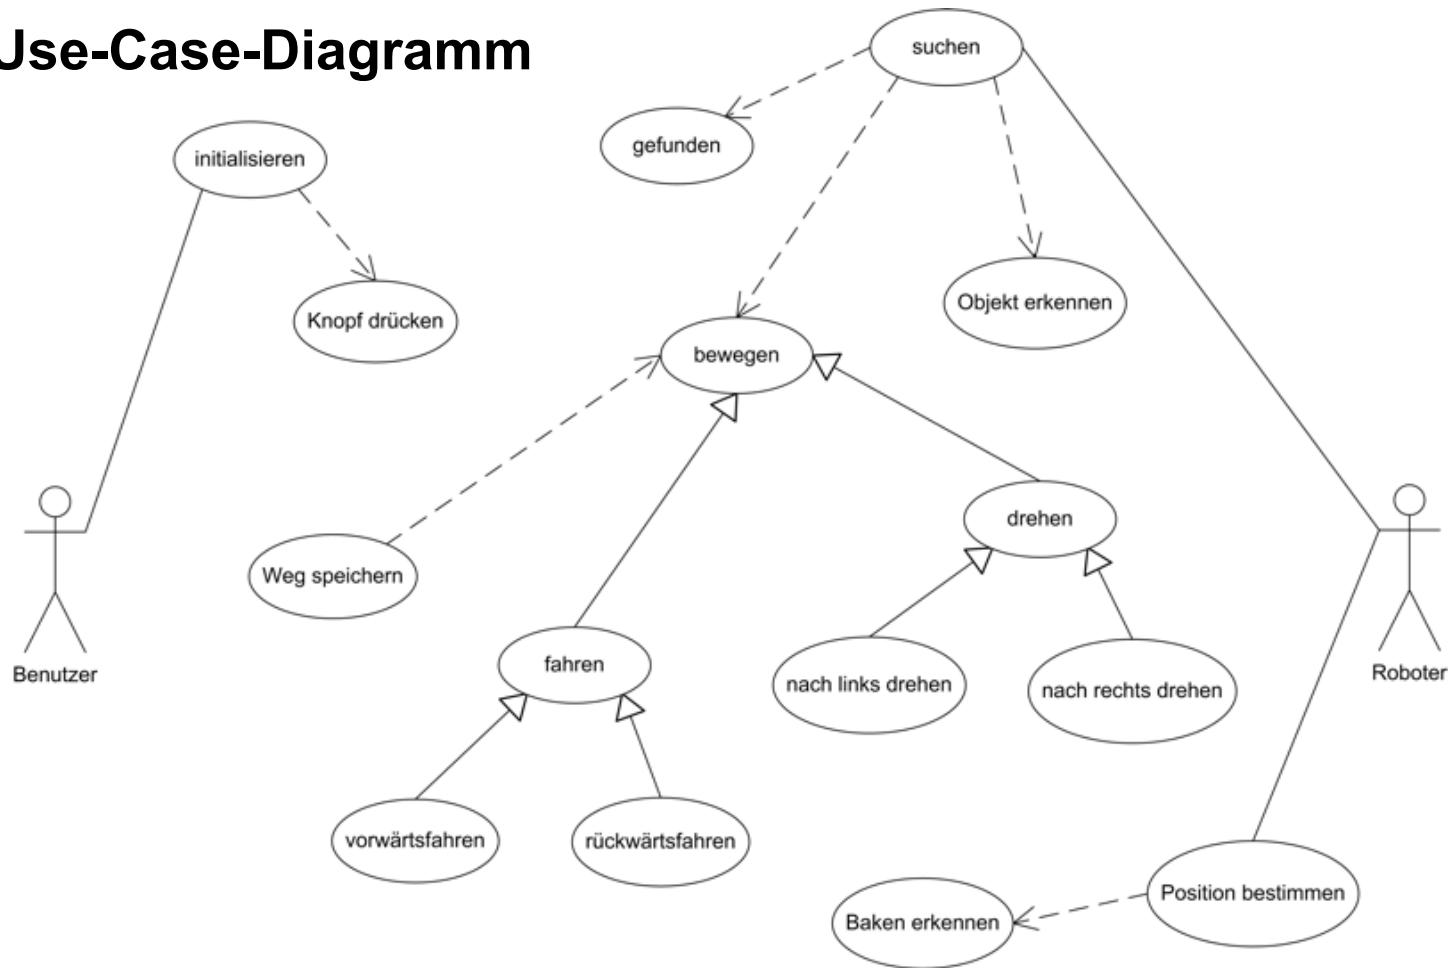 Use-Case-Diagramm
suchen
gefunden
initialisieren
Objekt erkennen
Knopf drücken
bewegen
drehen
Weg speichern
fahren
nach links drehen
nach rechts drehen
Benutzer
Roboter
vorwärtsfahren
rückwärtsfahren
Position bestimmen
Baken erkennen